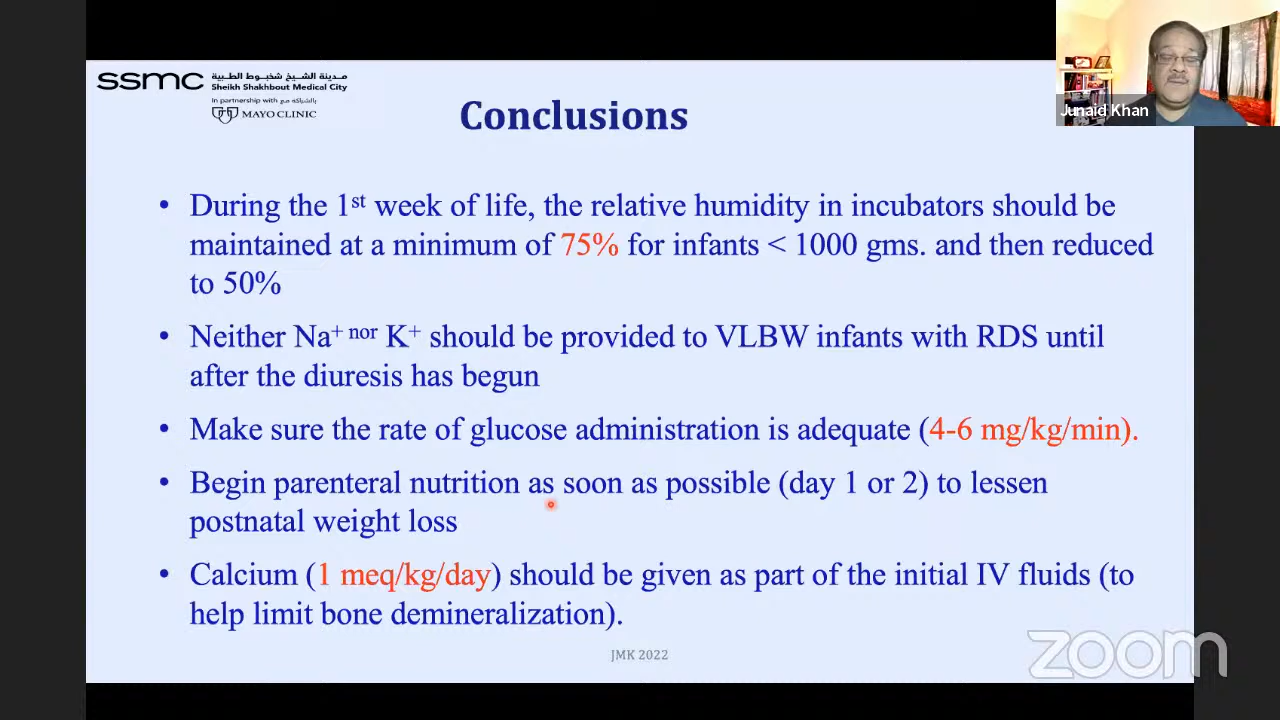 ssmc
مدينة الشيخ شخبوط الطبية
Sheikh Shakhbout Medical City
In partnership with بالشراكة مع
MAYO CLINIC
Junaid Khan
Conclusions
• During the 1st week of life, the relative humidity in incubators should be
maintained at a minimum of 75% for infants < 1000 gms. and then reduced
to 50%
• Neither Na+ nor K+ should be provided to VLBW infants with RDS until
after the diuresis has begun
• Make sure the rate of glucose administration is adequate (4-6 mg/kg/min).
• Begin parenteral nutrition as soon as possible (day 1 or 2) to lessen
postnatal weight loss
• Calcium (1 meq/kg/day) should be given as part of the initial IV fluids (to
help limit bone demineralization).
JMK 2022
zoom